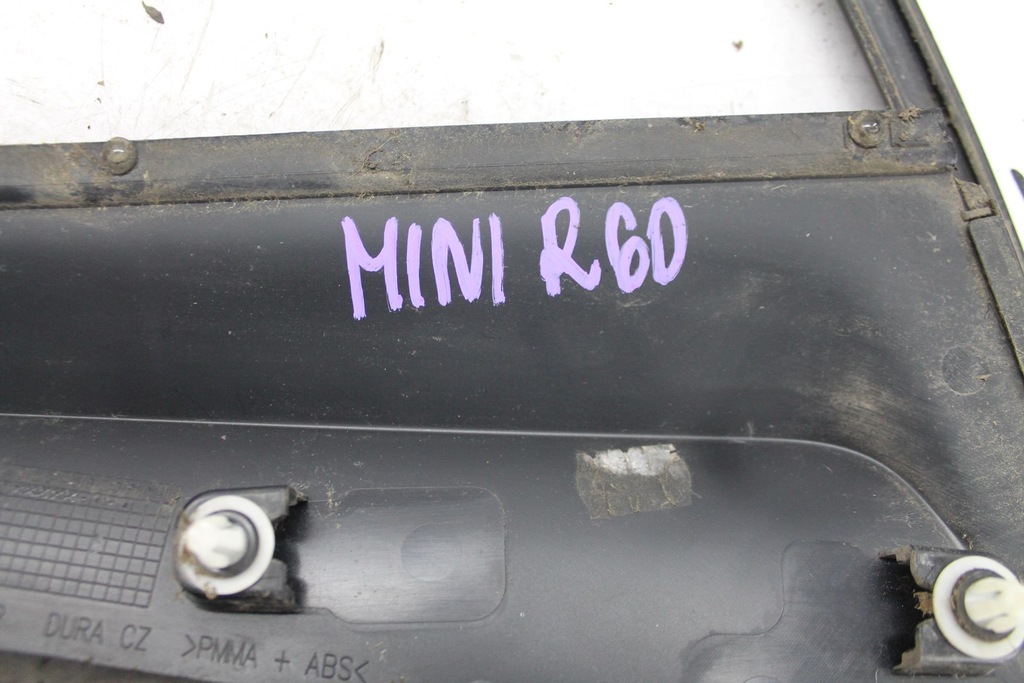 MINI R60
DURA CZ >PMMA + ABS<